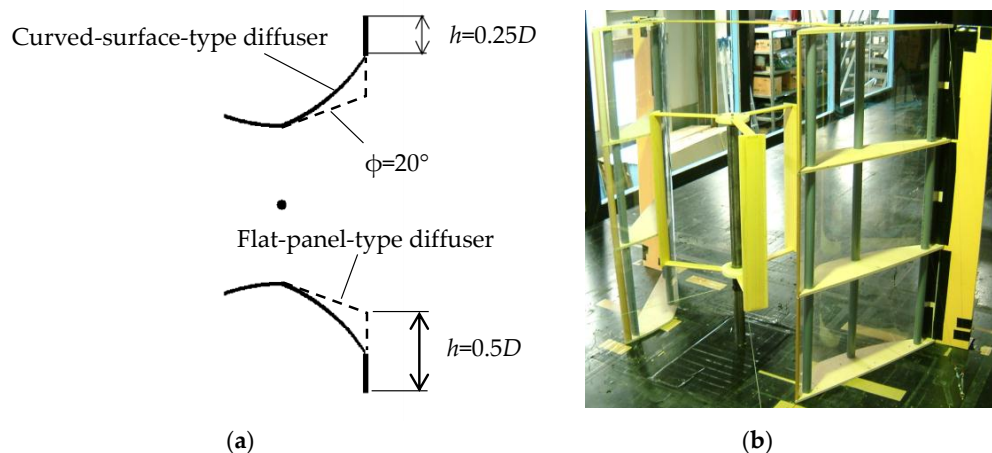 h=0.25D
Curved-surface-type diffuser
ϕ=20°
Flat-panel-type diffuser
h=0.5D
(a)
(b)